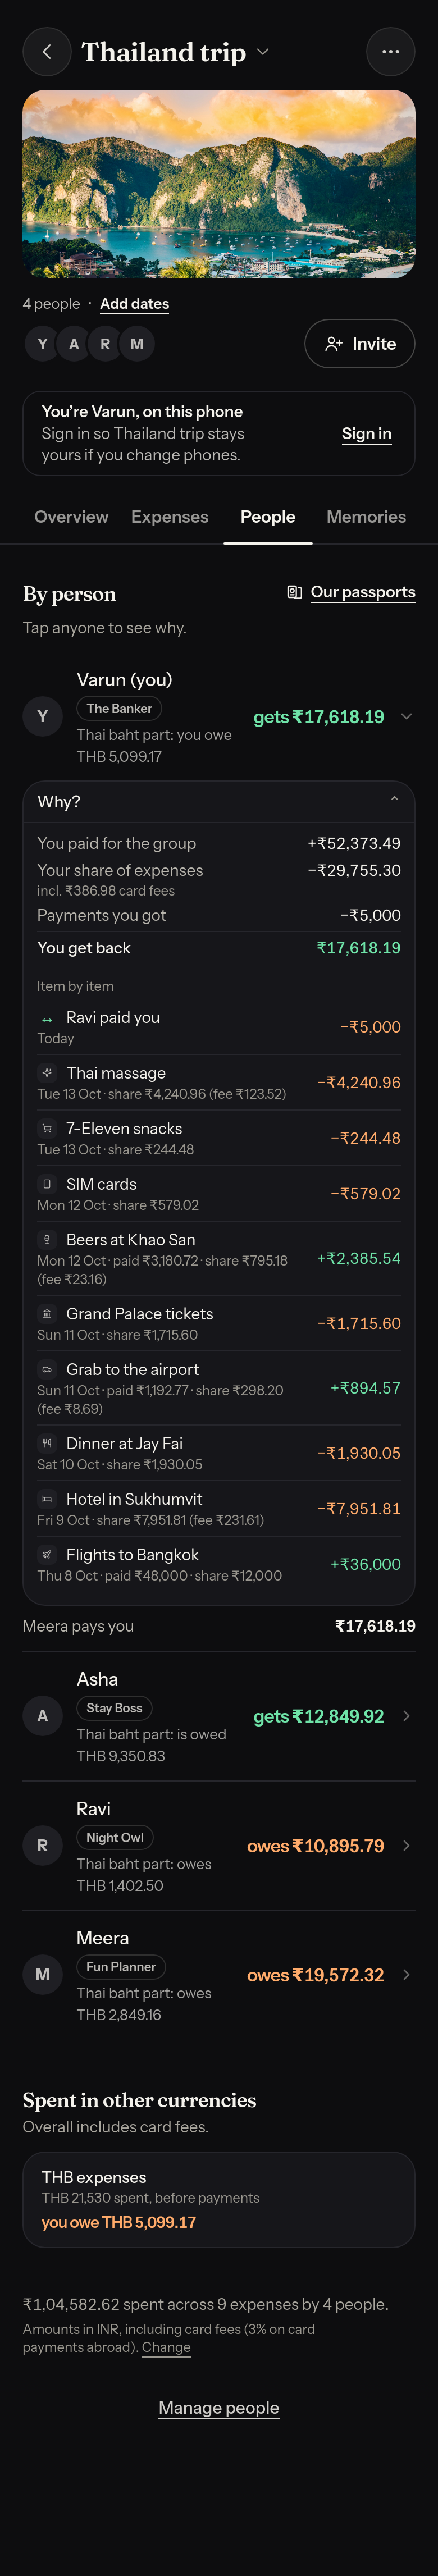 Thailand trip
4 people · Add dates
Y A R M
Invite
You're Varun, on this phone
Sign in so Thailand trip stays
yours if you change phones.
Sign in
Overview Expenses People Memories
By person
Our passports
Tap anyone to see why.
Varun (you)
Y
The Banker
gets ₹17,618.19
Thai baht part: you owe
THB 5,099.17
Why?
You paid for the group +₹52,373.49
Your share of expenses −₹29,755.30
incl. ₹386.98 card fees
Payments you got −₹5,000
You get back ₹17,618.19
Item by item
↔ Ravi paid you
Today
−₹5,000
Thai massage
Tue 13 Oct · share ₹4,240.96 (fee ₹123.52)
−₹4,240.96
7-Eleven snacks
Tue 13 Oct · share ₹244.48
−₹244.48
SIM cards
Mon 12 Oct · share ₹579.02
−₹579.02
Beers at Khao San
Mon 12 Oct · paid ₹3,180.72 · share ₹795.18
(fee ₹23.16)
+₹2,385.54
Grand Palace tickets
Sun 11 Oct · share ₹1,715.60
−₹1,715.60
Grab to the airport
Sun 11 Oct · paid ₹1,192.77 · share ₹298.20
(fee ₹8.69)
+₹894.57
Dinner at Jay Fai
Sat 10 Oct · share ₹1,930.05
−₹1,930.05
Hotel in Sukhumvit
Fri 9 Oct · share ₹7,951.81 (fee ₹231.61)
−₹7,951.81
Flights to Bangkok
Thu 8 Oct · paid ₹48,000 · share ₹12,000
+₹36,000
Meera pays you ₹17,618.19
Asha
A
Stay Boss
gets ₹12,849.92
Thai baht part: is owed
THB 9,350.83
Ravi
R
Night Owl
owes ₹10,895.79
Thai baht part: owes
THB 1,402.50
Meera
M
Fun Planner
owes ₹19,572.32
Thai baht part: owes
THB 2,849.16
Spent in other currencies
Overall includes card fees.
THB expenses
THB 21,530 spent, before payments
you owe THB 5,099.17
₹1,04,582.62 spent across 9 expenses by 4 people.
Amounts in INR, including card fees (3% on card
payments abroad). Change
Manage people